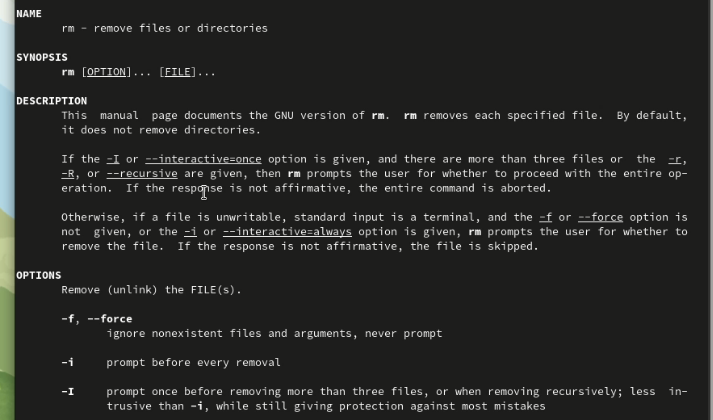 NAME
rm - remove files or directories
SYNOPSIS
rm [OPTION]... [FILE]...
DESCRIPTION
This manual page documents the GNU version of rm. rm removes each specified file. By default,
it does not remove directories.
If the -I or --interactive=once option is given, and there are more than three files or the -r,
-R, or --recursive are given, then rm prompts the user for whether to proceed with the entire op-
eration. If the response is not affirmative, the entire command is aborted.
Otherwise, if a file is unwritable, standard input is a terminal, and the -f or --force option is
not given, or the -i or --interactive=always option is given, rm prompts the user for whether to
remove the file. If the response is not affirmative, the file is skipped.
OPTIONS
Remove (unlink) the FILE(s).
-f, --force
ignore nonexistent files and arguments, never prompt
-i prompt before every removal
-I prompt once before removing more than three files, or when removing recursively; less in-
trusive than -i, while still giving protection against most mistakes